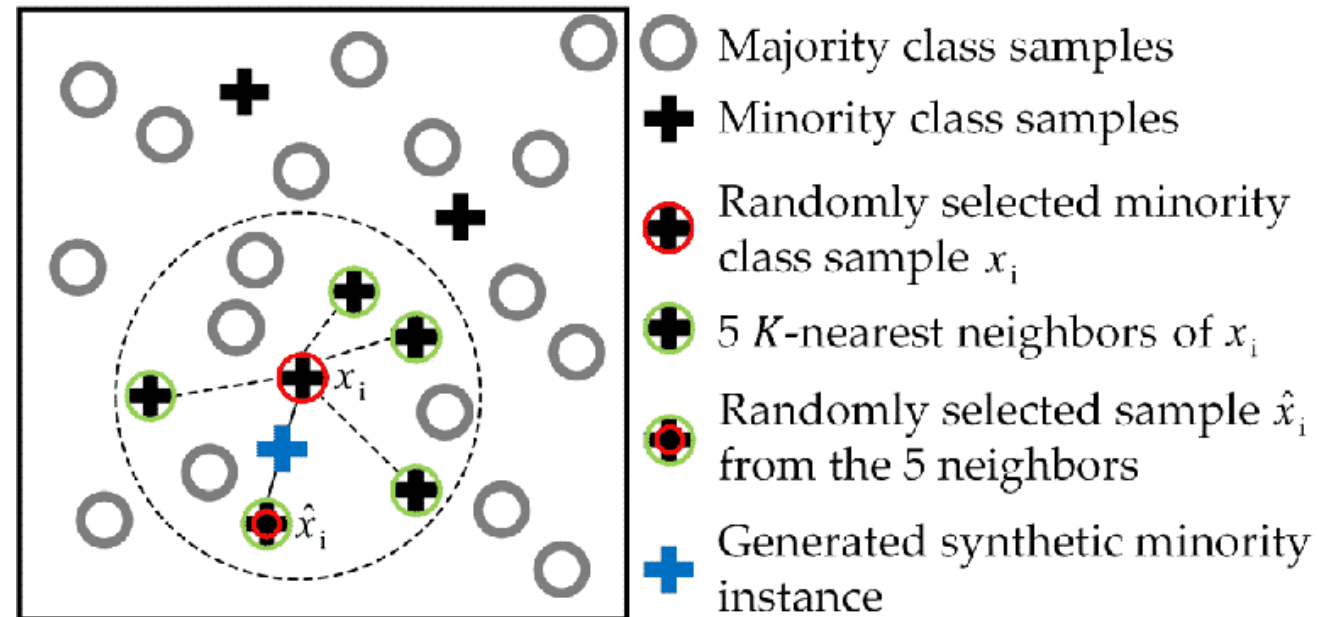 Majority class samples
Minority class samples
Randomly selected minority
class sample xᵢ
5 K-nearest neighbors of xᵢ
Randomly selected sample x̂ᵢ
from the 5 neighbors
Generated synthetic minority
instance
xᵢ
x̂ᵢ